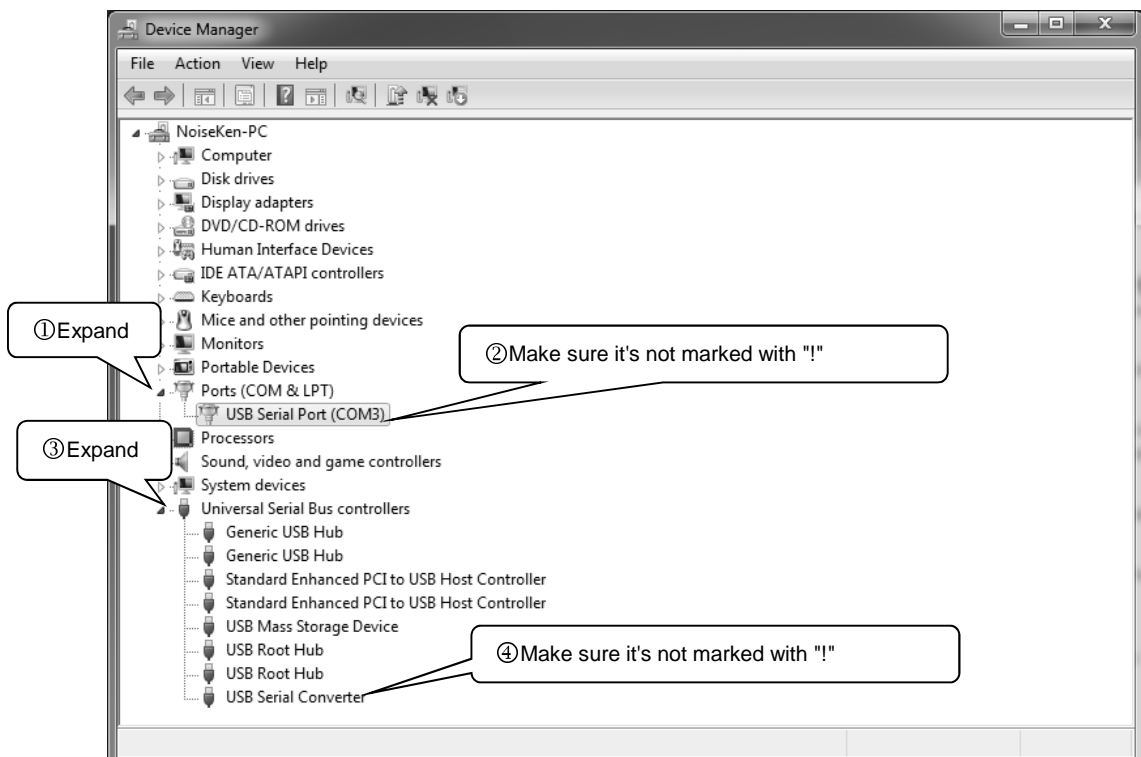 Device Manager
File Action View Help
NoiseKen-PC
Computer
Disk drives
Display adapters
DVD/CD-ROM drives
Human Interface Devices
IDE ATA/ATAPI controllers
Keyboards
①Expand
Mice and other pointing devices
Monitors
②Make sure it's not marked with "!"
Portable Devices
Ports (COM & LPT)
USB Serial Port (COM3)
Processors
③Expand
Sound, video and game controllers
System devices
Universal Serial Bus controllers
Generic USB Hub
Generic USB Hub
Standard Enhanced PCI to USB Host Controller
Standard Enhanced PCI to USB Host Controller
USB Mass Storage Device
USB Root Hub
④Make sure it's not marked with "!"
USB Root Hub
USB Serial Converter